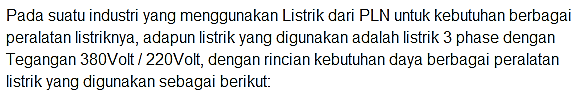 Pada suatu industri yang menggunakan Listrik dari PLN untuk kebutuhan berbagai
peralatan listriknya, adapun listrik yang digunakan adalah listrik 3 phase dengan
Tegangan 380Volt / 220Volt, dengan rincian kebutuhan daya berbagai peralatan
listrik yang digunakan sebagai berikut: